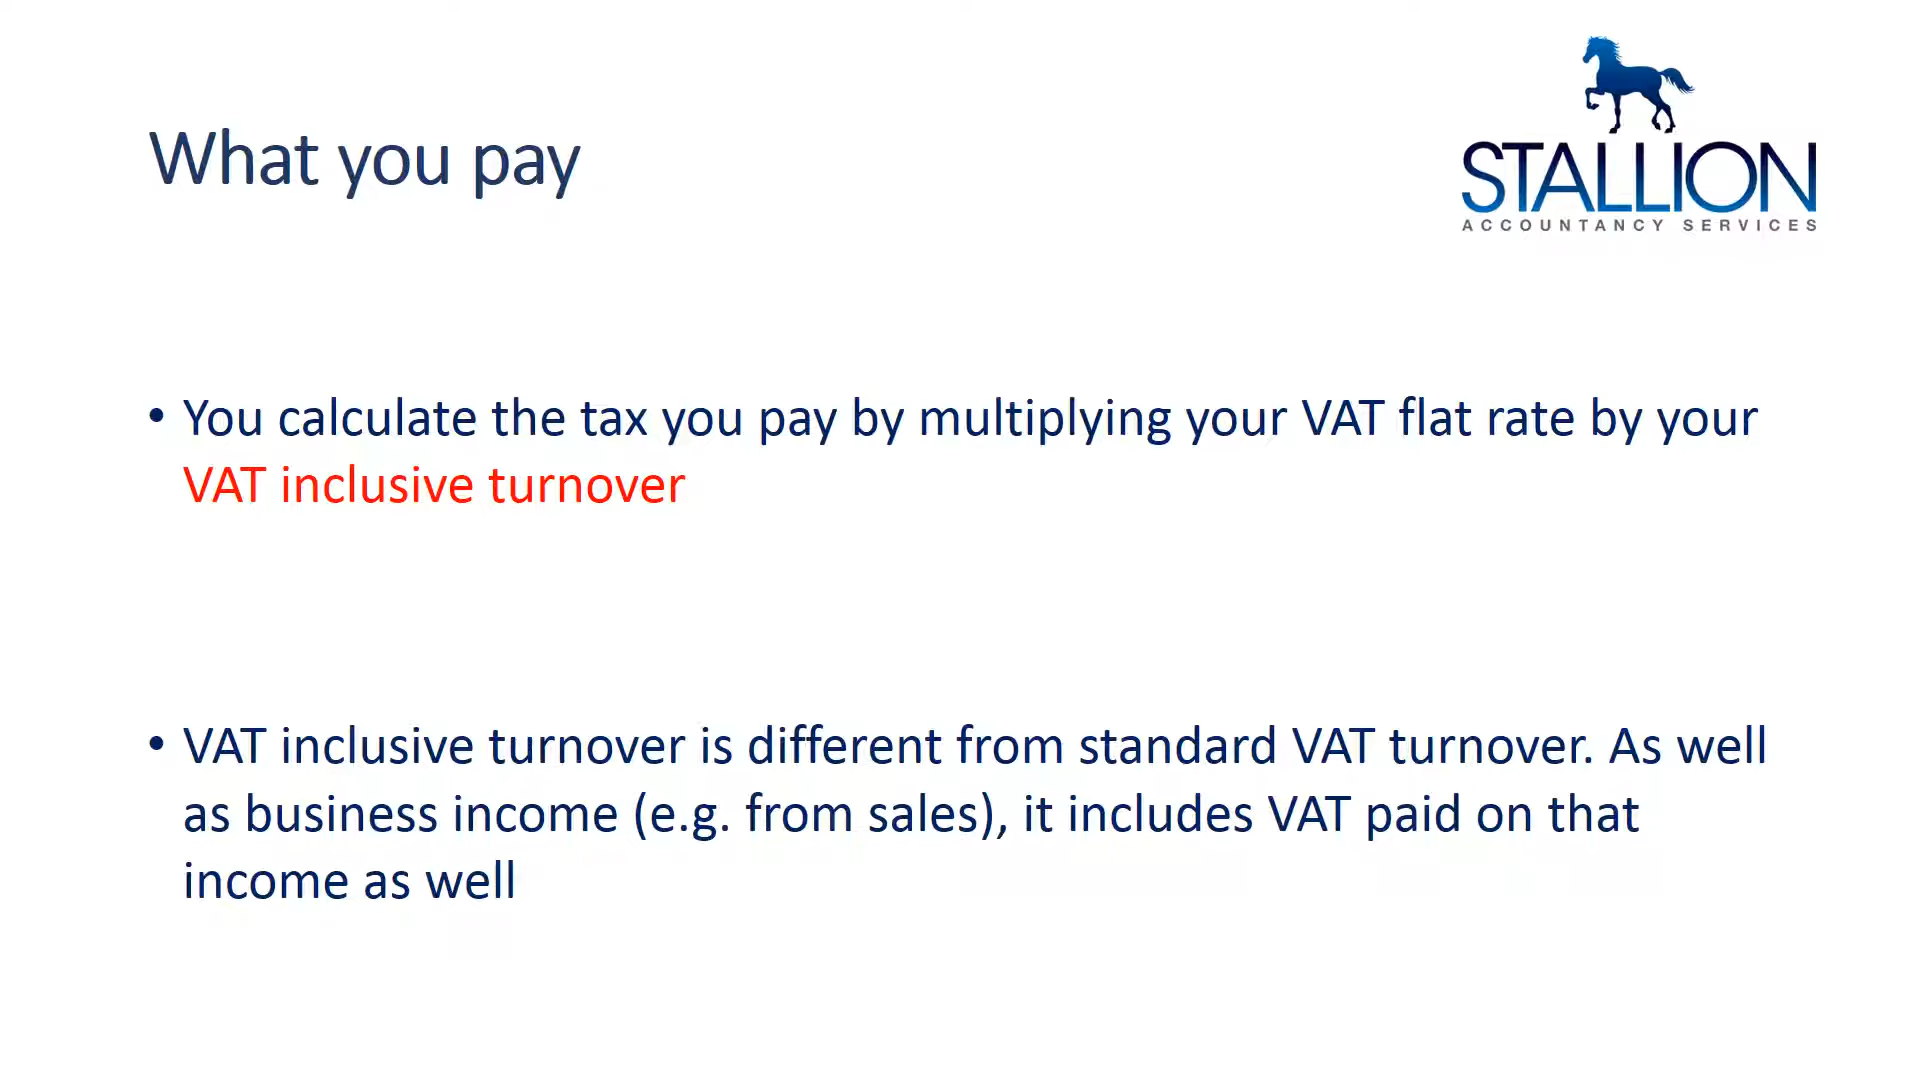 STALLION
ACCOUNTANCY SERVICES
What you pay
• You calculate the tax you pay by multiplying your VAT flat rate by your
VAT inclusive turnover
• VAT inclusive turnover is different from standard VAT turnover. As well
as business income (e.g. from sales), it includes VAT paid on that
income as well